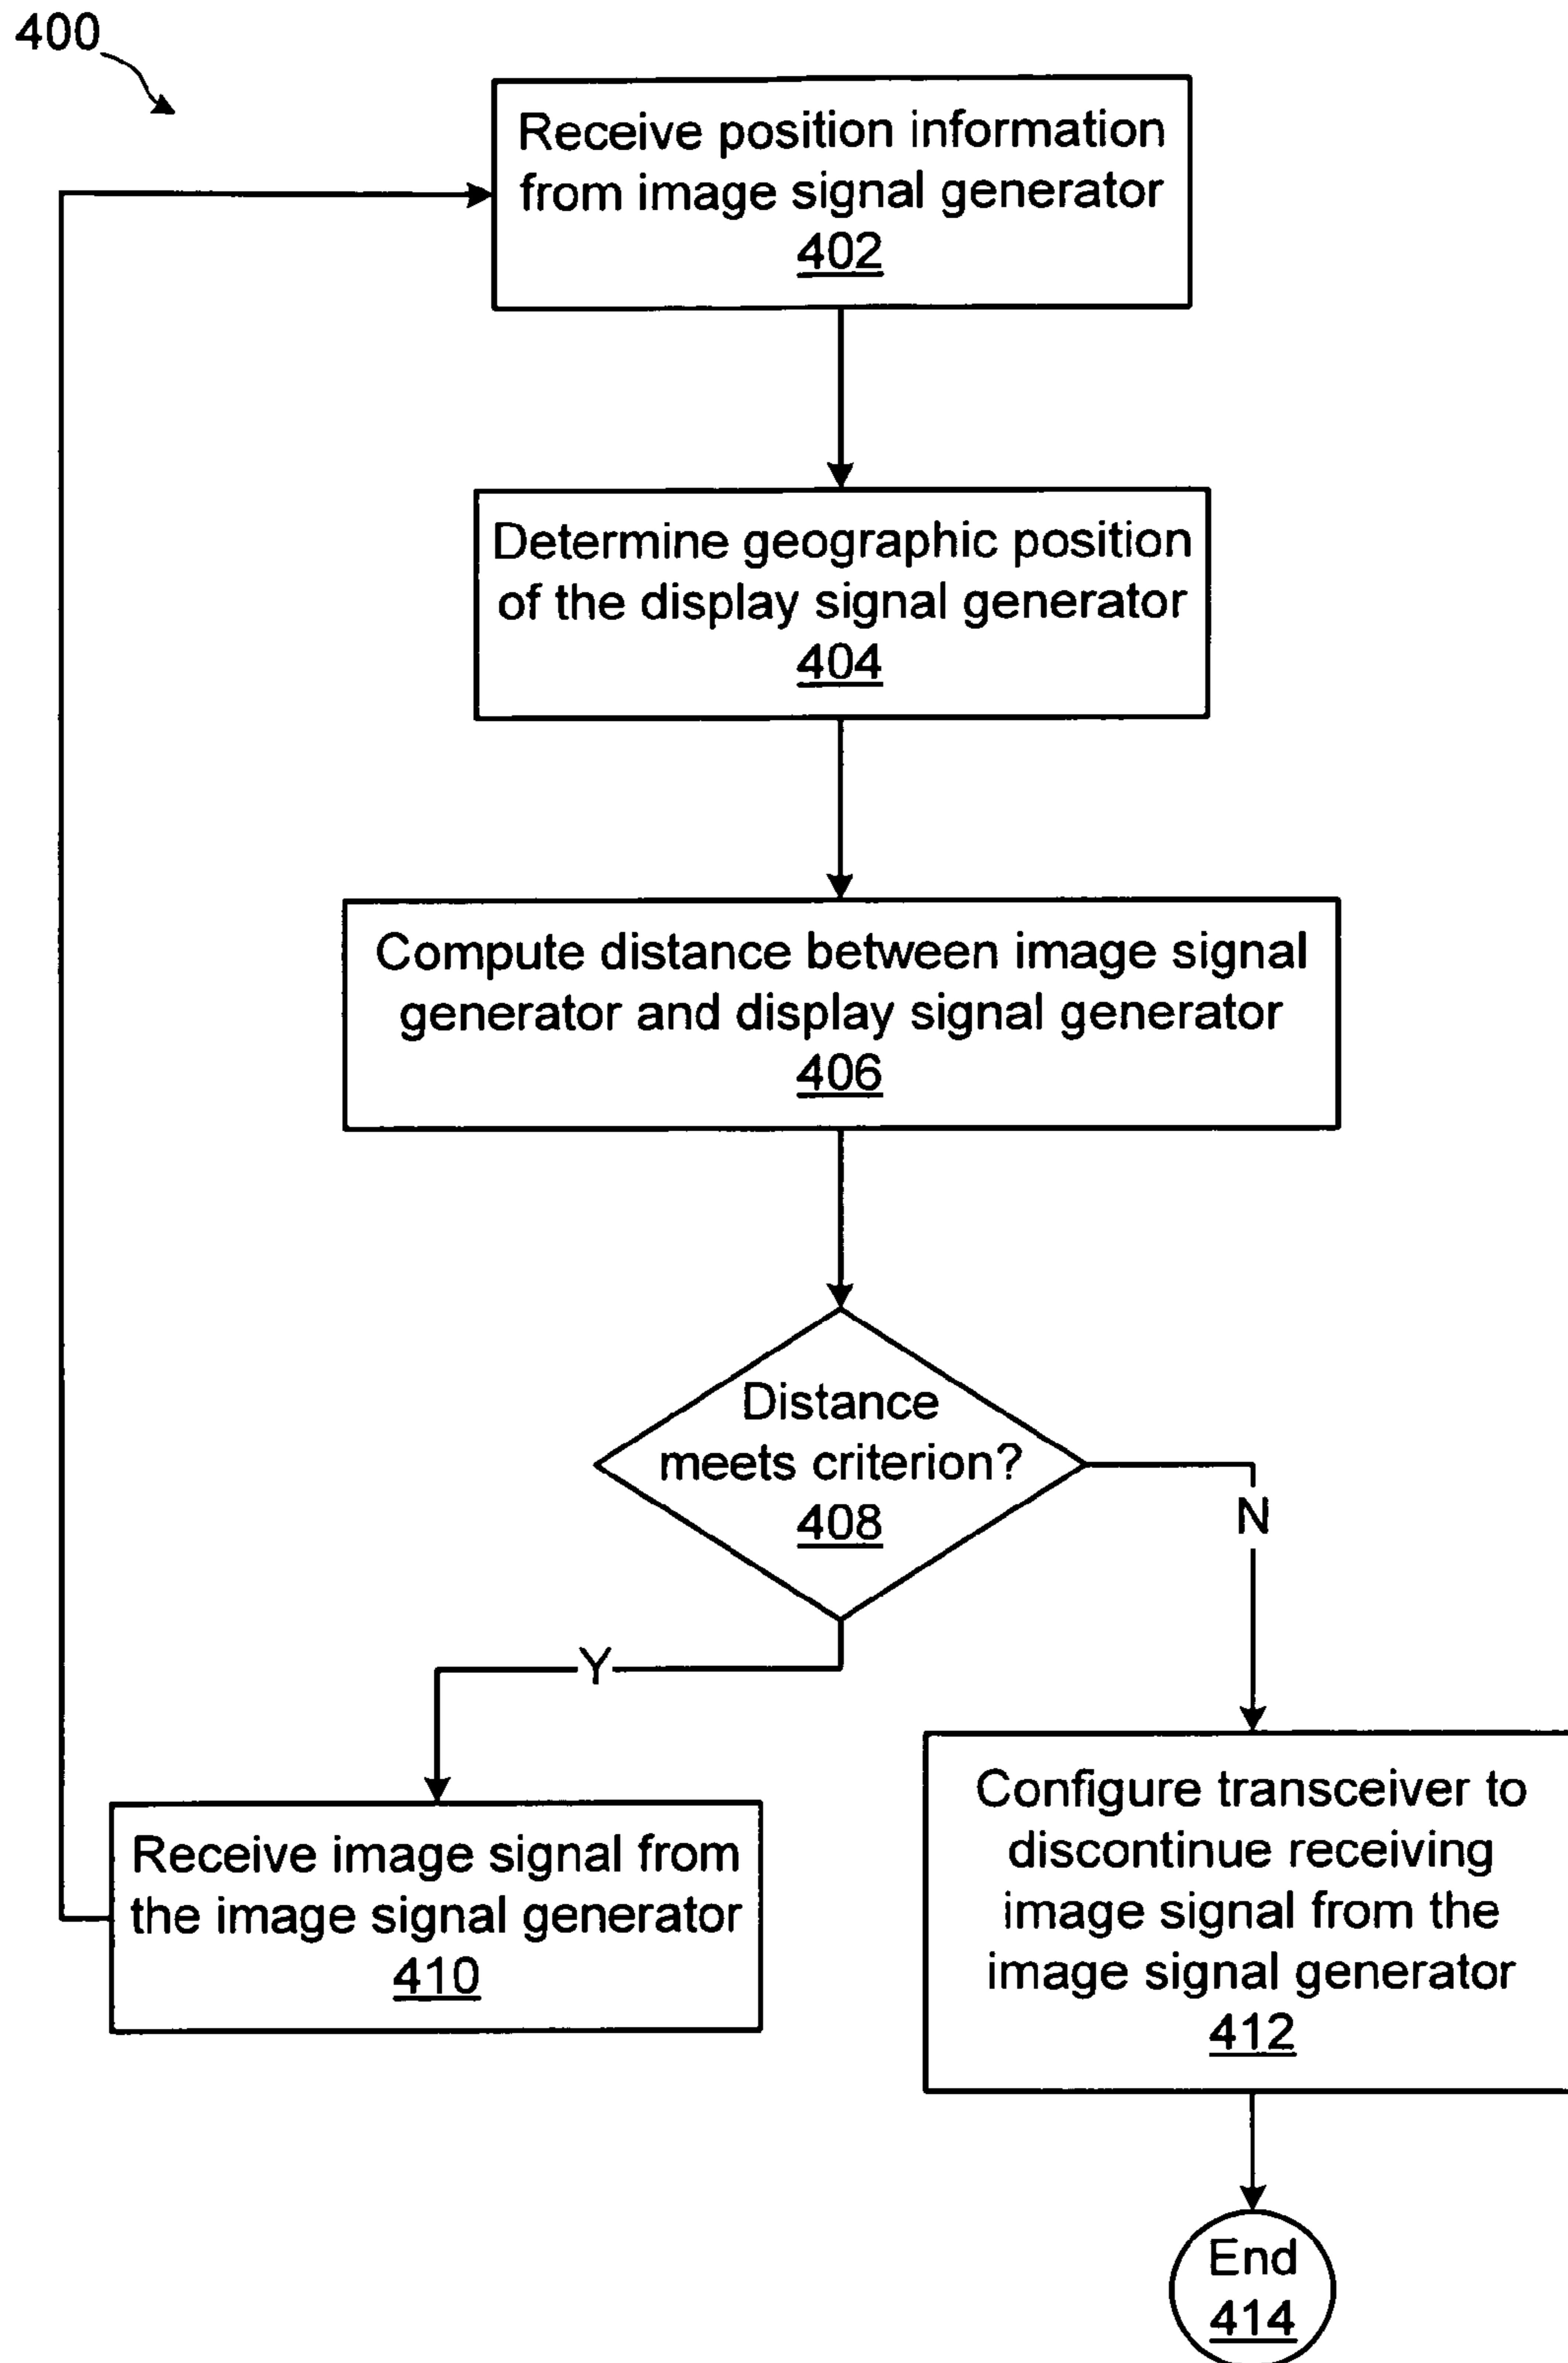 400
Receive position information
from image signal generator
402
Determine geographic position
of the display signal generator
404
Compute distance between image signal
generator and display signal generator
406
Distance
meets criterion?
408
N
Y
Receive image signal from
the image signal generator
410
Configure transceiver to
discontinue receiving
image signal from the
image signal generator
412
End
414